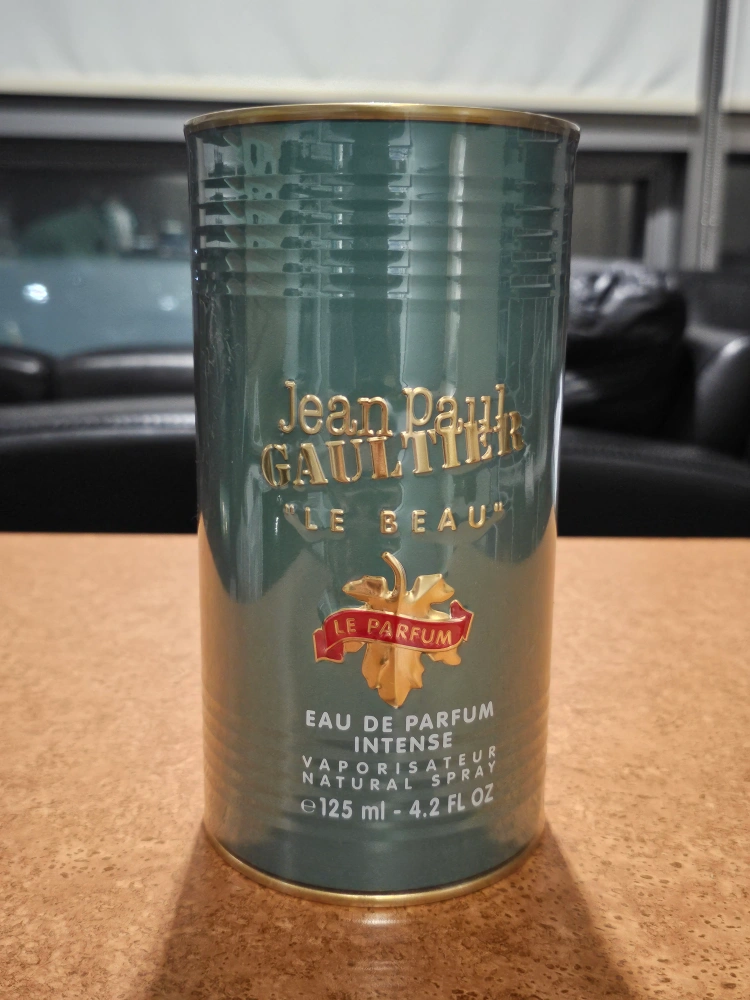 Jean Paul
GAULTIER
"LE BEAU"
LE PARFUM
EAU DE PARFUM
INTENSE
VAPORISATEUR
NATURAL SPRAY
℮125 ml - 4.2 FL OZ